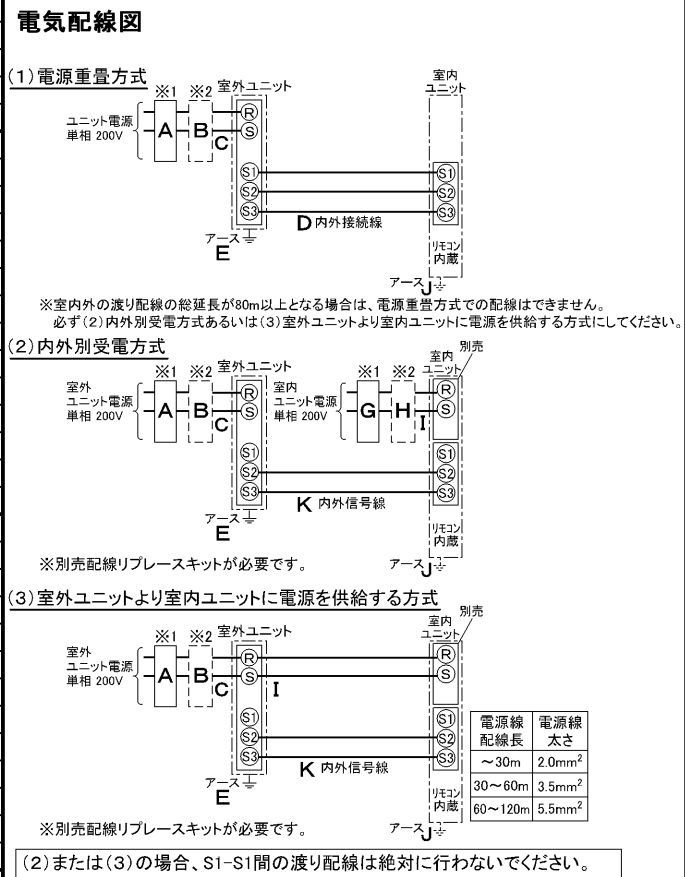 電気配線図
(1)電源重畳方式
※1 ※2 室外ユニット
室内
ユニット
ユニット電源
単相 200V
A B C
R
S
S1 S1
S2 S2
S3 S3
D 内外接続線
アース
E
リモコン
内蔵
アース J
※室内外の渡り配線の総延長が80m以上となる場合は、電源重畳方式での配線はできません。
必ず(2)内外別受電方式あるいは(3)室外ユニットより室内ユニットに電源を供給する方式にしてください。
(2)内外別受電方式
※1 ※2 室外ユニット
※1 ※2
室内
ユニット
別売
室外
ユニット電源
単相 200V
A B C
R
S
室内
ユニット電源
単相 200V
G H I
R
S
S1 S1
S2 S2
S3 S3
K 内外信号線
アース
E
リモコン
内蔵
※別売配線リプレースキットが必要です。
アース J
(3)室外ユニットより室内ユニットに電源を供給する方式
※1 ※2 室外ユニット
室内
ユニット
別売
室外
ユニット電源
単相 200V
A B C
R R
S S
I
S1 S1
S2 S2
S3 S3
K 内外信号線
アース
E
リモコン
内蔵
電源線 電源線
配線長 太さ
～30m 2.0mm²
30～60m 3.5mm²
60～120m 5.5mm²
※別売配線リプレースキットが必要です。
アース J
(2)または(3)の場合、S1-S1間の渡り配線は絶対に行わないでください。